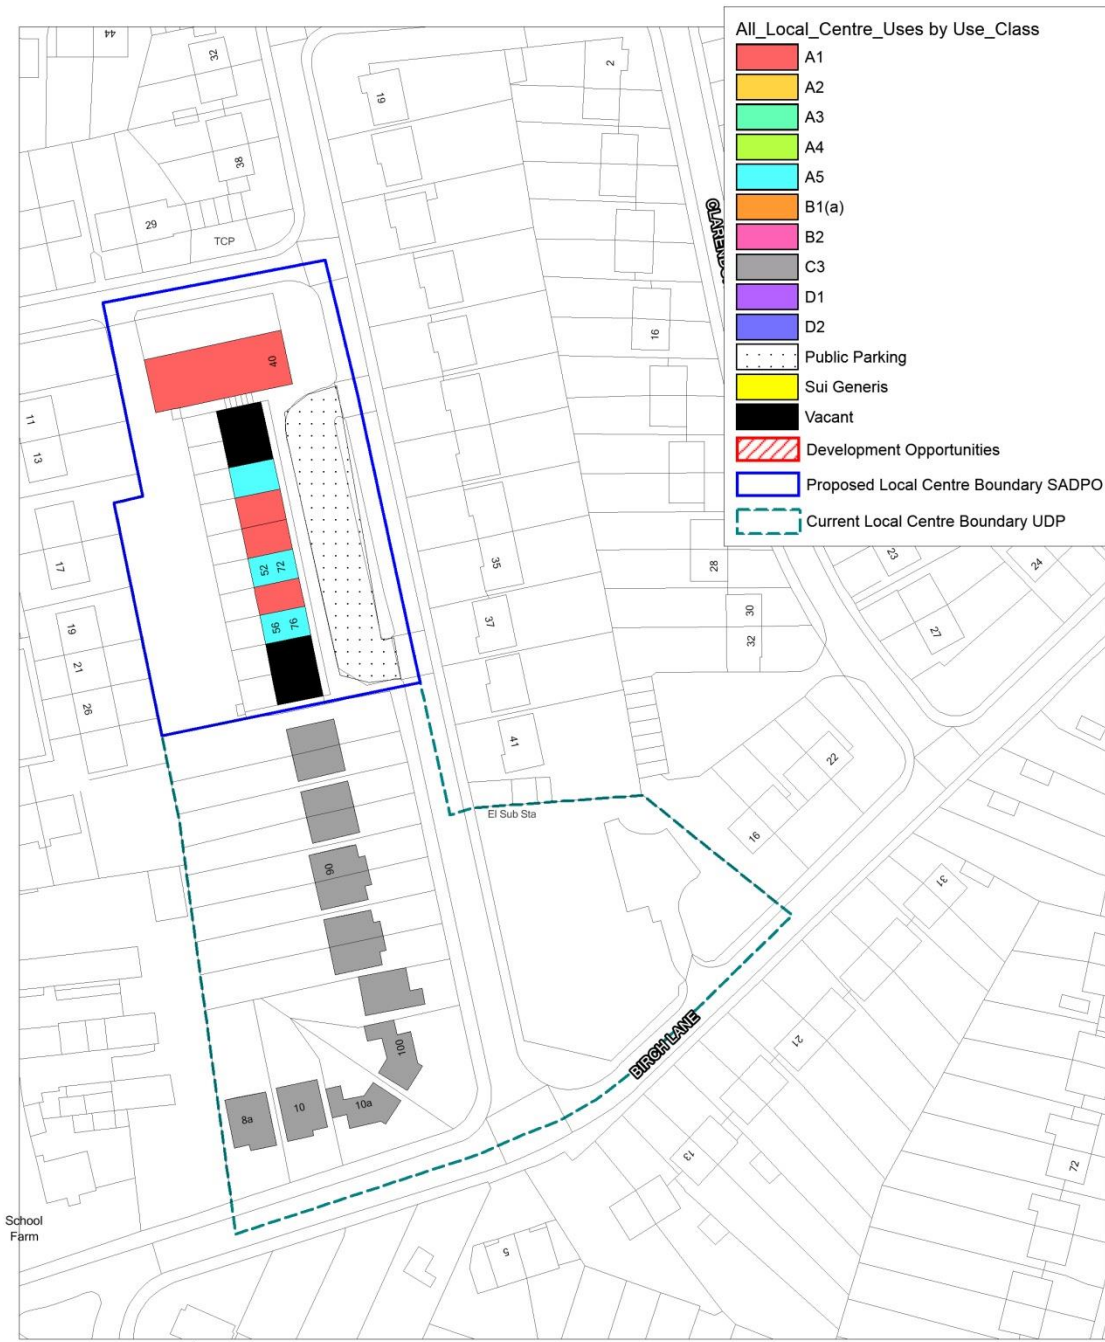 All_Local_Centre_Uses by Use_Class
A1
A2
A3
A4
A5
B1(a)
B2
C3
D1
D2
Public Parking
Sui Generis
Vacant
Development Opportunities
Proposed Local Centre Boundary SADPO
Current Local Centre Boundary UDP
44
32
2
19
38
29
TCP
16
40
11
13
17
52 72
35
28
23
24
30
32
27
37
19
21
26
56 76
41
22
16
El Sub Sta
90
31
BIRCH LANE
21
100
8a
10
10a
13
72
School
Farm
5